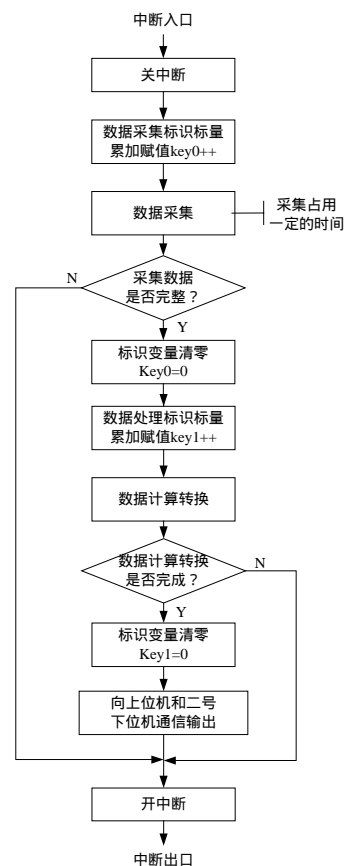 中断入口
关中断
数据采集标识标量
累加赋值key0++
数据采集
采集占用
一定的时间
采集数据
是否完整？
N
Y
标识变量清零
Key0=0
数据处理标识标量
累加赋值key1++
数据计算转换
数据计算转换
是否完成？
N
Y
标识变量清零
Key1=0
向上位机和二号
下位机通信输出
开中断
中断出口